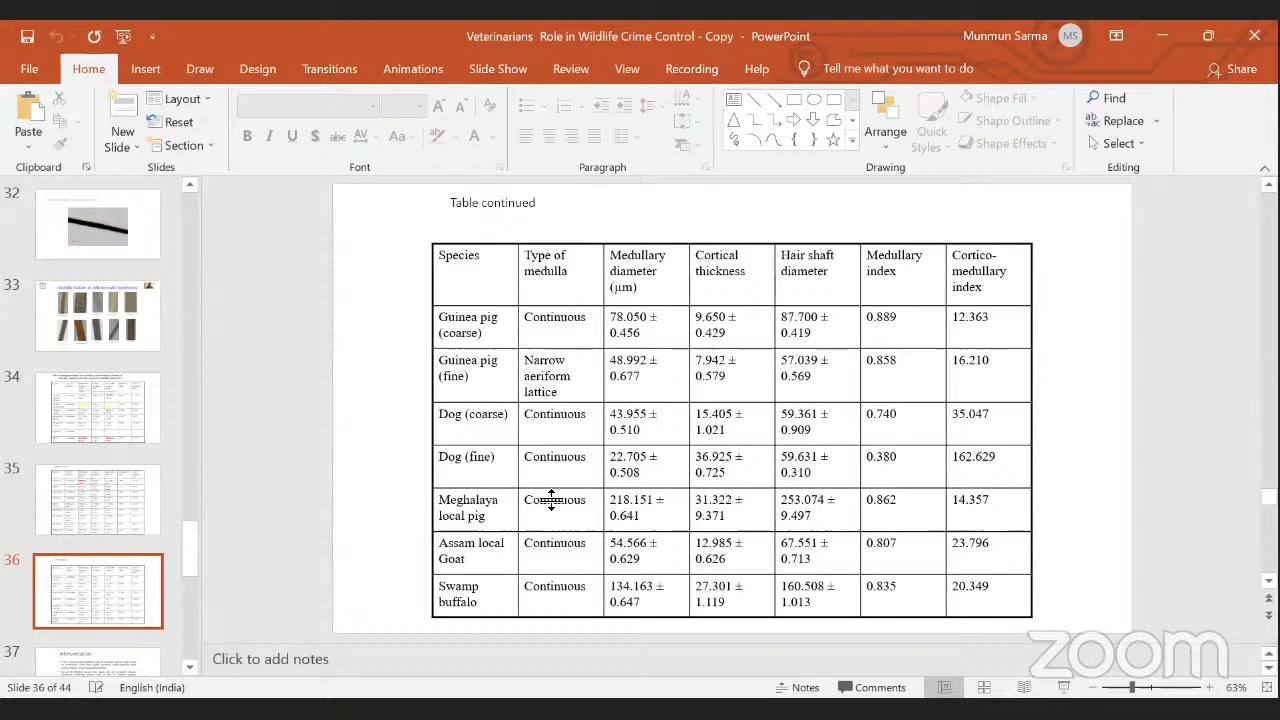 Veterinarians Role in Wildlife Crime Control - Copy - PowerPoint
Munmun Sarma
MS
File Home Insert Draw Design Transitions Animations Slide Show Review View Recording Help Tell me what you want to do Share
Paste
Clipboard
New Slide
Layout
Reset
Section
Slides
B I U S abc AV Aa A
Font
Paragraph
Arrange
Quick Styles
Shape Fill
Shape Outline
Shape Effects
Drawing
Find
Replace
Select
Editing
32
33
34
35
36
37
Interpretation
Table continued
Species Type of medulla Medullary diameter (µm) Cortical thickness Hair shaft diameter Medullary index Cortico-medullary index
Guinea pig (coarse) Continuous 78.050 ± 0.456 9.650 ± 0.429 87.700 ± 0.419 0.889 12.363
Guinea pig (fine) Narrow aeriform lattice 48.992 ± 0.677 7.942 ± 0.579 57.039 ± 0.569 0.858 16.210
Dog (coarse) Continuous 43.955 ± 0.510 15.405 ± 1.021 59.361 ± 0.909 0.740 35.047
Dog (fine) Continuous 22.705 ± 0.508 36.925 ± 0.725 59.631 ± 0.510 0.380 162.629
Meghalaya local pig Continuous 218.151 ± 0.641 31.322 ± 9.371 253.074 ± 9.497 0.862 14.357
Assam local Goat Continuous 54.566 ± 0.629 12.985 ± 0.626 67.551 ± 0.713 0.807 23.796
Swamp buffalo Continuous 134.163 ± 0.647 27.301 ± 1.119 160.508 ± 1.013 0.835 20.349
Click to add notes
zoom
Slide 36 of 44 English (India) Notes Comments 63%